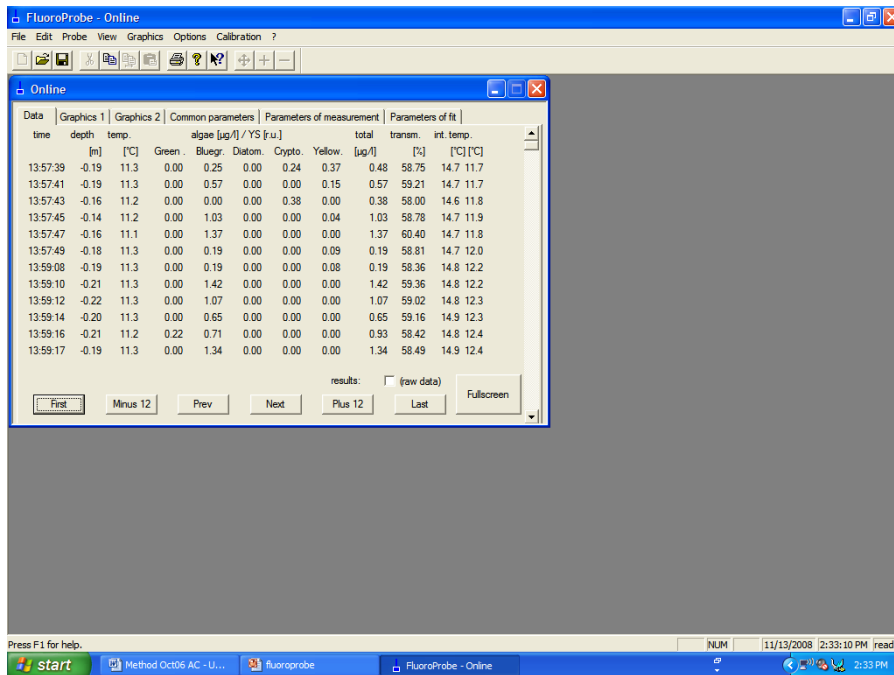 FluoroProbe - Online
File Edit Probe View Graphics Options Calibration ?
Online
Data Graphics 1 Graphics 2 Common parameters Parameters of measurement Parameters of fit
time depth temp. algae [µg/l] / YS [r.u.] total transm. int. temp.
[m] [°C] Green . Bluegr. Diatom. Crypto. Yellow. [µg/l] [%] [°C] [°C]
13:57:39 -0.19 11.3 0.00 0.25 0.00 0.24 0.37 0.48 58.75 14.7 11.7
13:57:41 -0.19 11.3 0.00 0.57 0.00 0.00 0.15 0.57 59.21 14.7 11.7
13:57:43 -0.16 11.2 0.00 0.00 0.00 0.38 0.00 0.38 58.00 14.6 11.8
13:57:45 -0.14 11.2 0.00 1.03 0.00 0.00 0.04 1.03 58.78 14.7 11.9
13:57:47 -0.16 11.1 0.00 1.37 0.00 0.00 0.00 1.37 60.40 14.7 11.8
13:57:49 -0.18 11.3 0.00 0.19 0.00 0.00 0.09 0.19 58.81 14.7 12.0
13:59:08 -0.19 11.3 0.00 0.19 0.00 0.00 0.08 0.19 58.36 14.8 12.2
13:59:10 -0.21 11.3 0.00 1.42 0.00 0.00 0.00 1.42 59.36 14.8 12.2
13:59:12 -0.22 11.3 0.00 1.07 0.00 0.00 0.00 1.07 59.02 14.8 12.3
13:59:14 -0.20 11.3 0.00 0.65 0.00 0.00 0.00 0.65 59.16 14.9 12.3
13:59:16 -0.21 11.2 0.22 0.71 0.00 0.00 0.00 0.93 58.42 14.8 12.4
13:59:17 -0.19 11.3 0.00 1.34 0.00 0.00 0.00 1.34 58.49 14.9 12.4
results: (raw data)
First Minus 12 Prev Next Plus 12 Last Fullscreen
Press F1 for help. NUM 11/13/2008 2:33:10 PM read
start Method Oct06 AC - U... fluoroprobe FluoroProbe - Online 2:33 PM